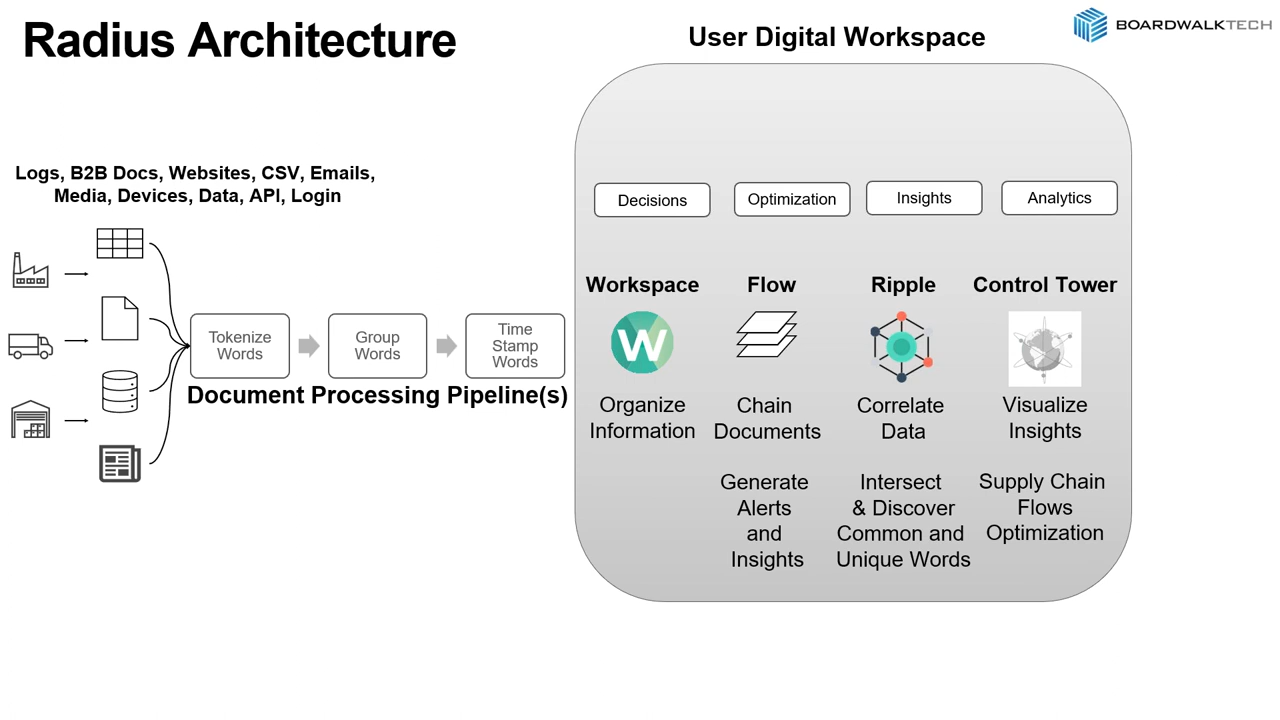 Radius Architecture
User Digital Workspace
BOARDWALKTECH
Logs, B2B Docs, Websites, CSV, Emails,
Media, Devices, Data, API, Login
Tokenize
Words
Group
Words
Time
Stamp
Words
Document Processing Pipeline(s)
Decisions
Optimization
Insights
Analytics
Workspace
W
Organize
Information
Flow
Chain
Documents
Generate
Alerts
and
Insights
Ripple
Correlate
Data
Intersect
& Discover
Common and
Unique Words
Control Tower
Visualize
Insights
Supply Chain
Flows
Optimization